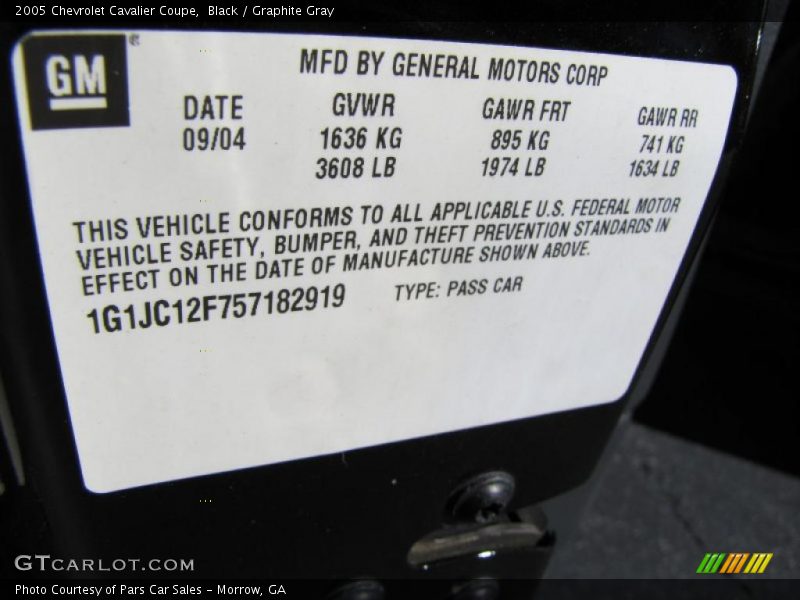 2005 Chevrolet Cavalier Coupe,  Black / Graphite Gray
GM ®
MFD BY GENERAL MOTORS CORP
DATE GVWR GAWR FRT GAWR RR
09/04 1636 KG 895 KG 741 KG
3608 LB 1974 LB 1634 LB
THIS VEHICLE CONFORMS TO ALL APPLICABLE U.S. FEDERAL MOTOR
VEHICLE SAFETY, BUMPER, AND THEFT PREVENTION STANDARDS IN
EFFECT ON THE DATE OF MANUFACTURE SHOWN ABOVE.
1G1JC12F757182919 TYPE: PASS CAR
GTCARLOT.COM
Photo Courtesy of Pars Car Sales - Morrow, GA